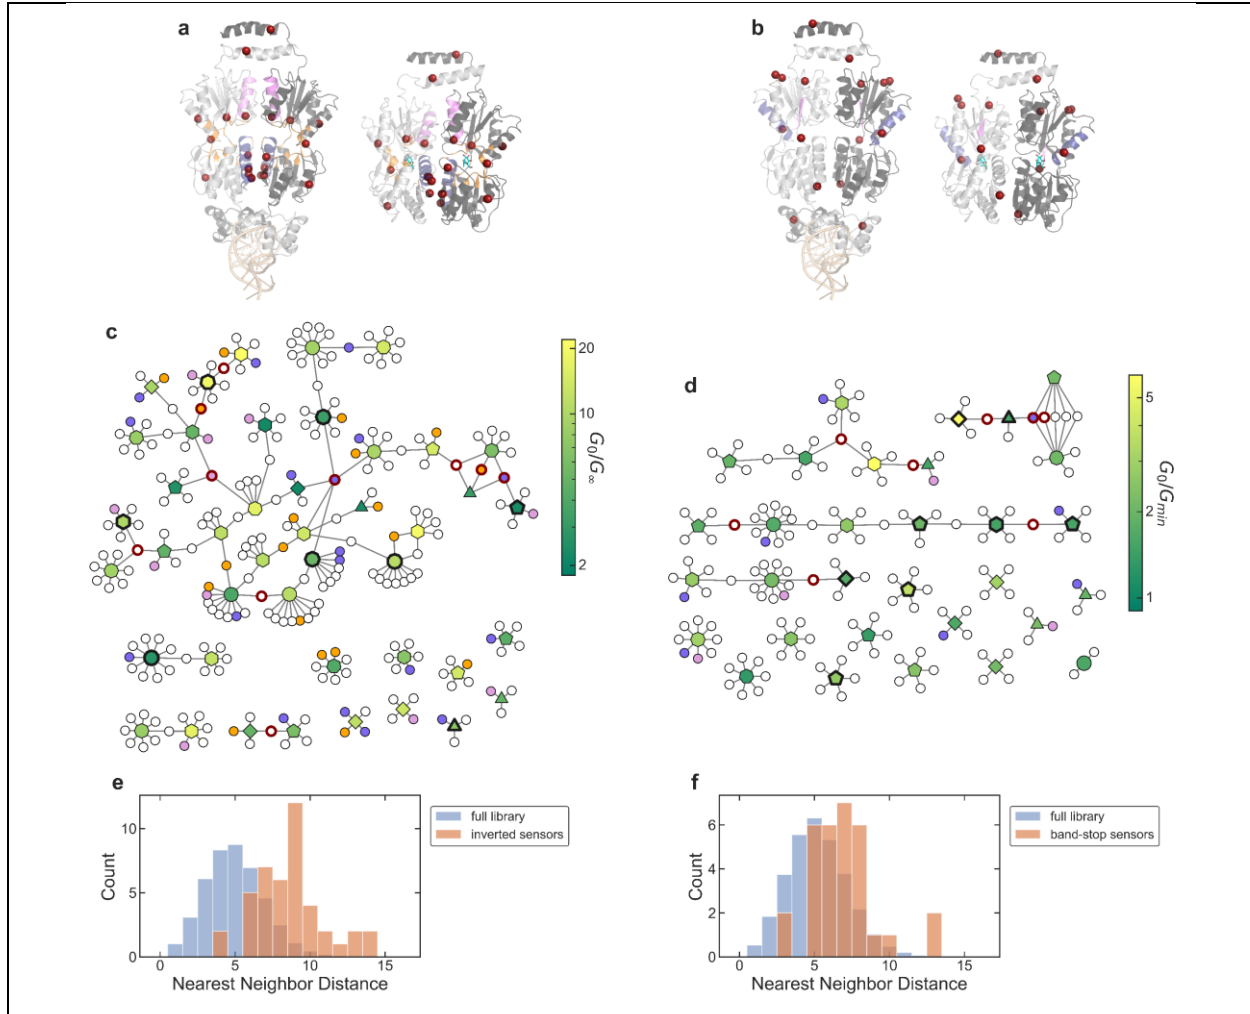 a
b
c
20
10
G₀/G∞
2
d
5
G₀/Gmin
2
1
e
full library
inverted sensors
Count
10
5
0
0
5
10
15
Nearest Neighbor Distance
f
full library
band-stop sensors
Count
6
4
2
0
0
5
10
15
Nearest Neighbor Distance